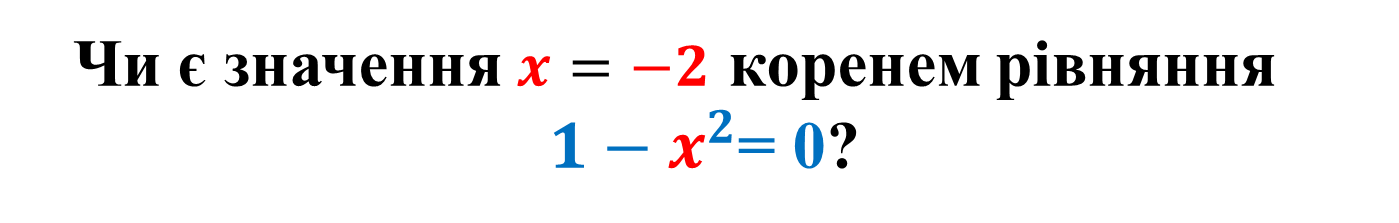 Чи є значення x = −2 коренем рівняння
1 − x²= 0?